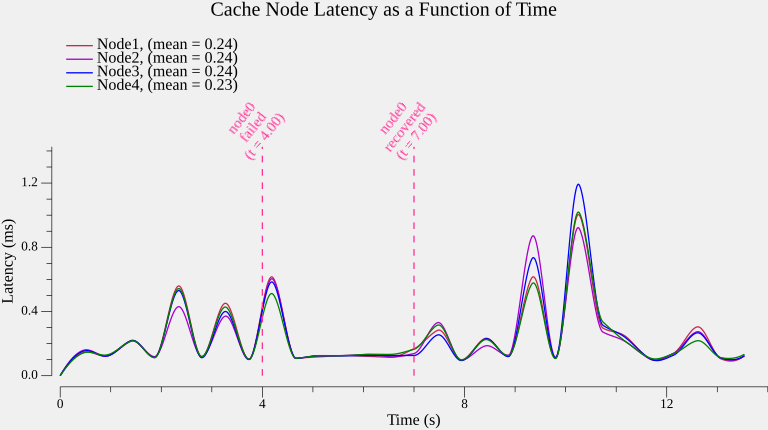 Cache Node Latency as a Function of Time
Node1, (mean = 0.24)
Node2, (mean = 0.24)
Node3, (mean = 0.24)
Node4, (mean = 0.23)
node0
failed
(t = 4.00)
node0
recovered
(t = 7.00)
Latency (ms)
1.2
0.8
0.4
0.0
0
4
8
12
Time (s)